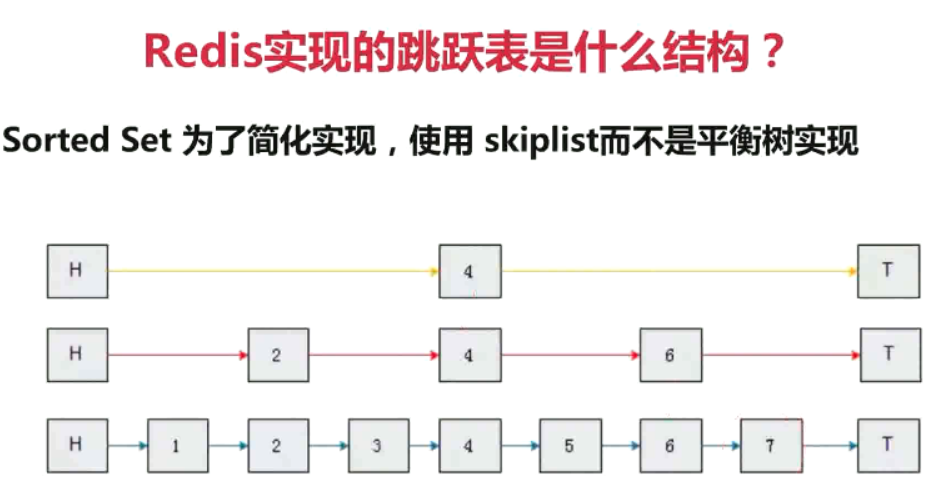 Redis实现的跳跃表是什么结构？
Sorted Set 为了简化实现，使用 skiplist而不是平衡树实现
H 4 T
H 2 4 6 T
H 1 2 3 4 5 6 7 T